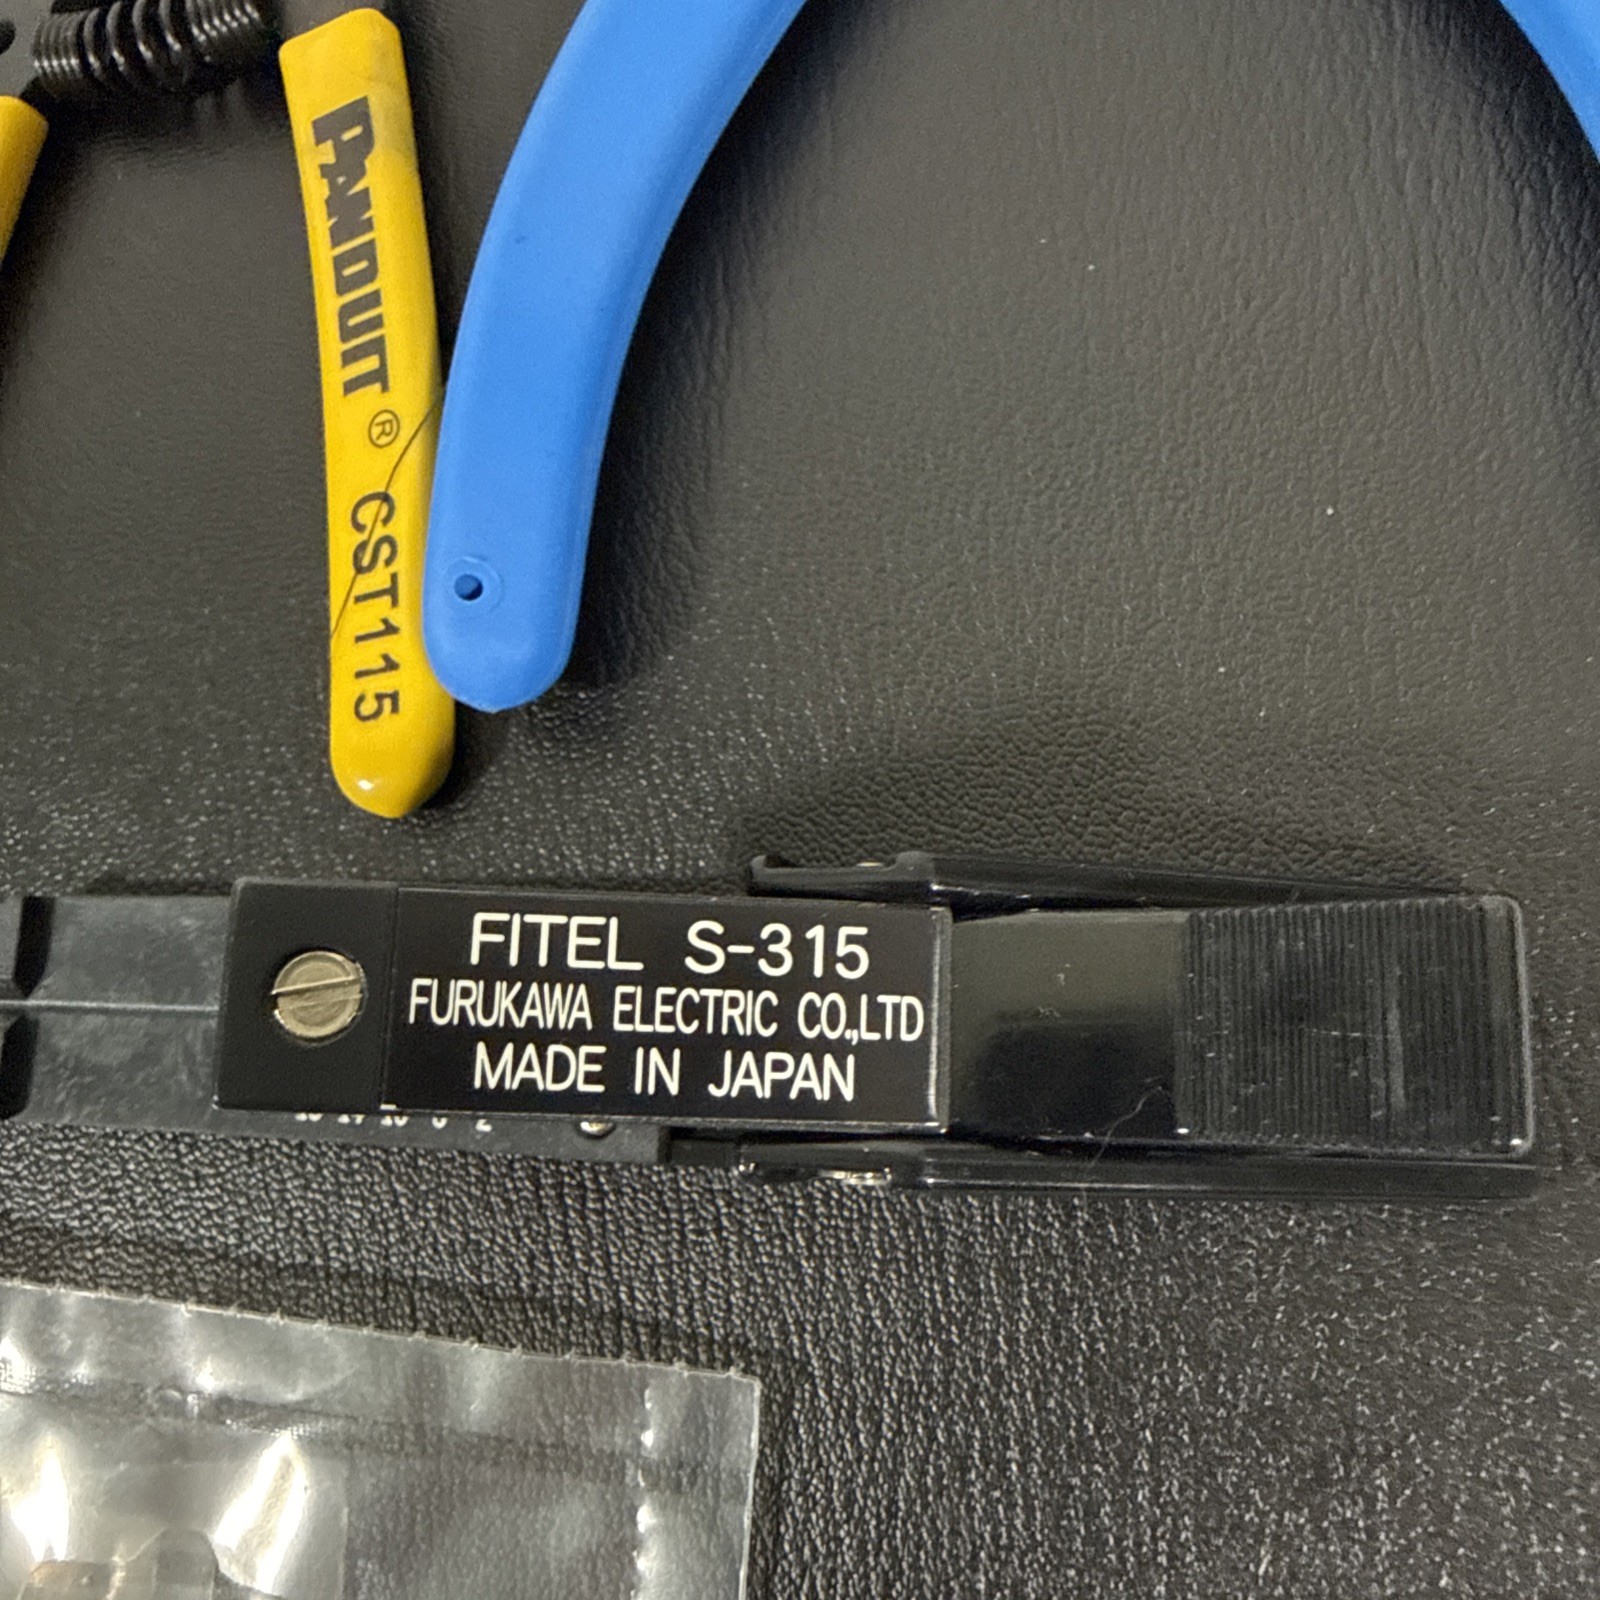 PANDUIT® CST115
FITEL S-315
FURUKAWA ELECTRIC CO.,LTD
MADE IN JAPAN